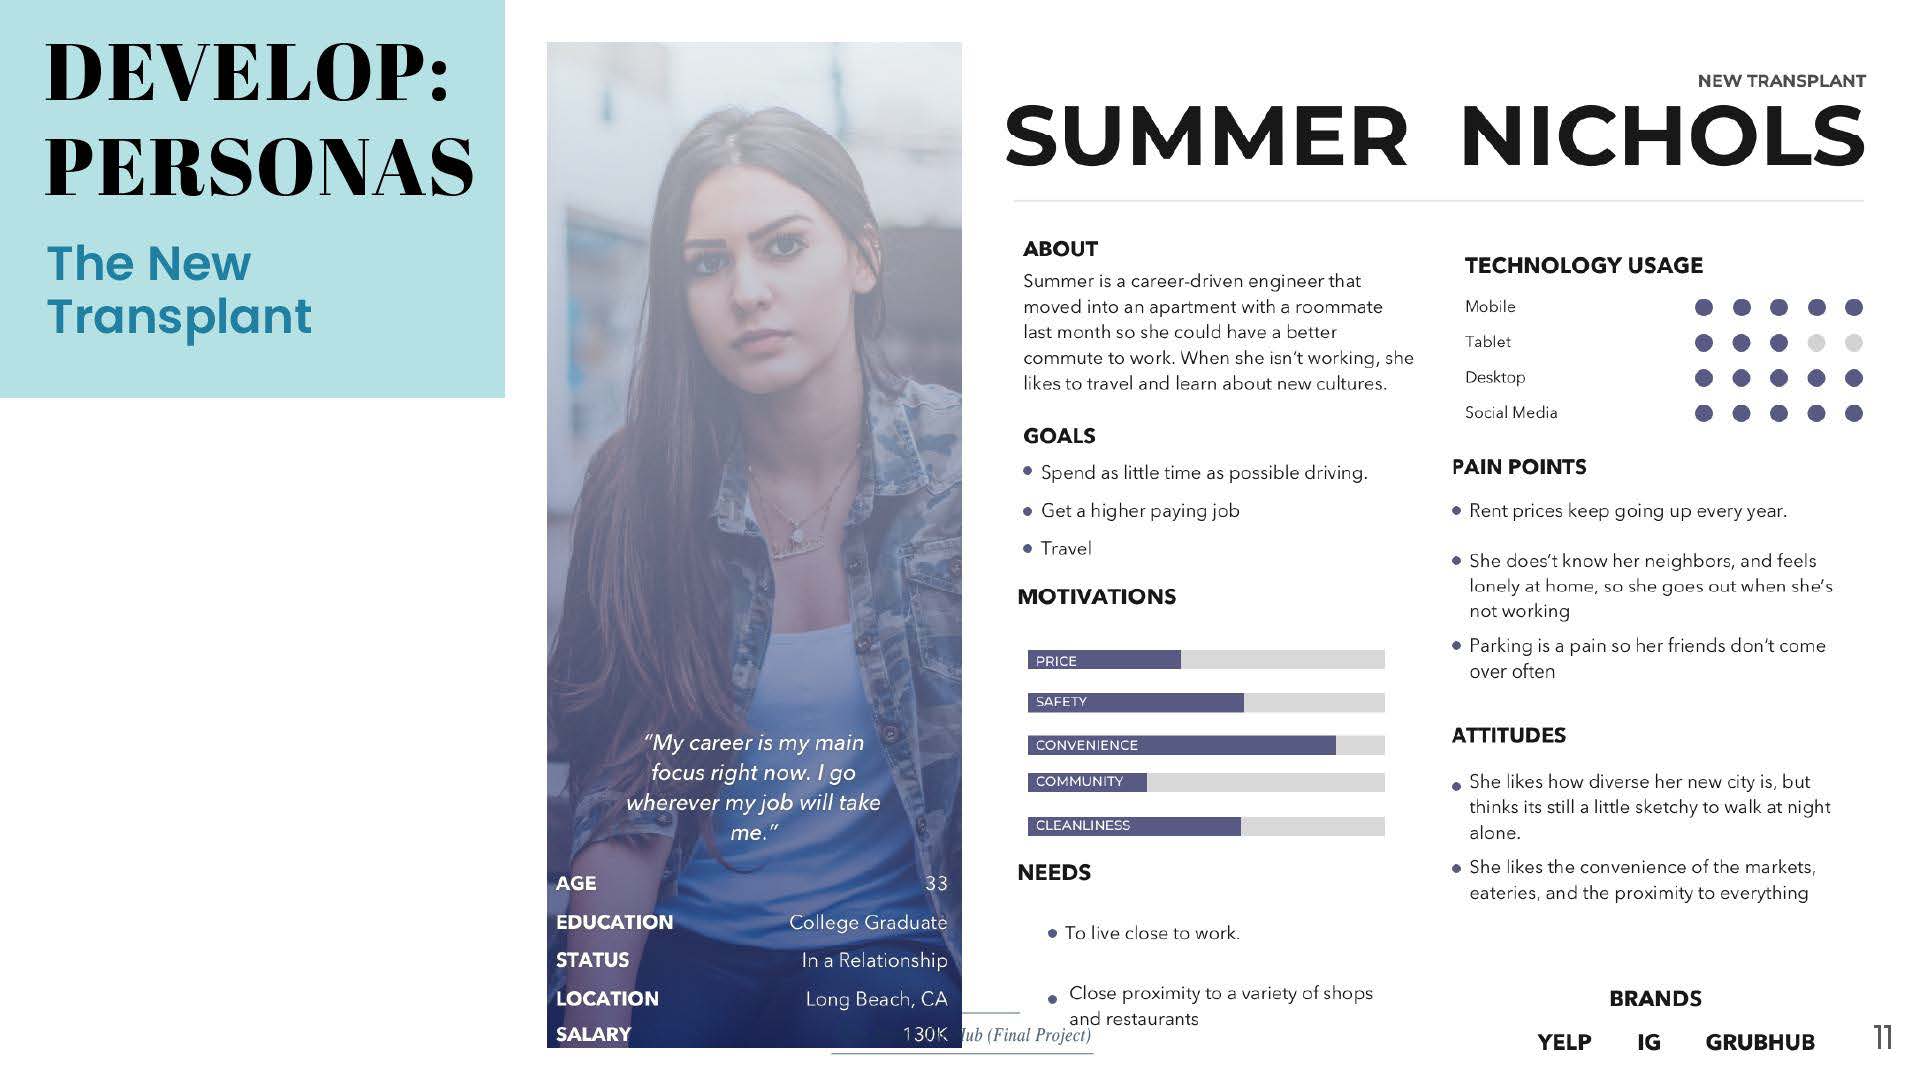 DEVELOP:
PERSONAS
The New
Transplant
"My career is my main
focus right now. I go
wherever my job will take
me."
AGE 33
EDUCATION College Graduate
STATUS In a Relationship
LOCATION Long Beach, CA
SALARY 130K
NEW TRANSPLANT
SUMMER NICHOLS
ABOUT
Summer is a career-driven engineer that
moved into an apartment with a roommate
last month so she could have a better
commute to work. When she isn't working, she
likes to travel and learn about new cultures.
GOALS
Spend as little time as possible driving.
Get a higher paying job
Travel
MOTIVATIONS
PRICE
SAFETY
CONVENIENCE
COMMUNITY
CLEANLINESS
NEEDS
To live close to work.
Close proximity to a variety of shops
and restaurants
TECHNOLOGY USAGE
Mobile
Tablet
Desktop
Social Media
PAIN POINTS
Rent prices keep going up every year.
She does't know her neighbors, and feels
lonely at home, so she goes out when she's
not working
Parking is a pain so her friends don't come
over often
ATTITUDES
She likes how diverse her new city is, but
thinks its still a little sketchy to walk at night
alone.
She likes the convenience of the markets,
eateries, and the proximity to everything
BRANDS
YELP IG GRUBHUB
(Final Project)
11